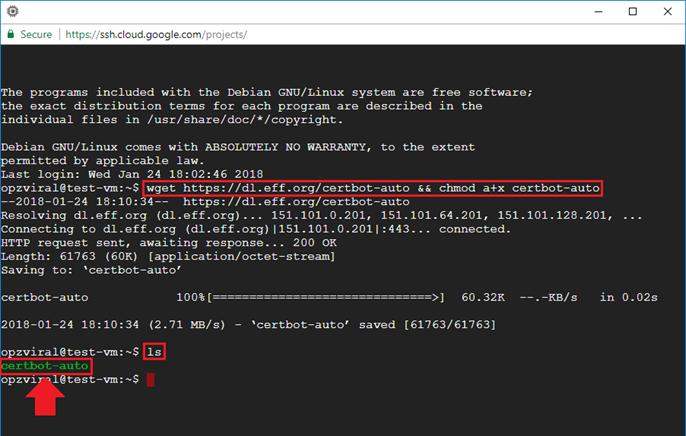 Secure https://ssh.cloud.google.com/projects/
The programs included with the Debian GNU/Linux system are free software;
the exact distribution terms for each program are described in the
individual files in /usr/share/doc/*/copyright.
Debian GNU/Linux comes with ABSOLUTELY NO WARRANTY, to the extent
permitted by applicable law.
Last login: Wed Jan 24 18:02:46 2018
opzviral@test-vm:~$ wget https://dl.eff.org/certbot-auto && chmod a+x certbot-auto
--2018-01-24 18:10:34--  https://dl.eff.org/certbot-auto
Resolving dl.eff.org (dl.eff.org)... 151.101.0.201, 151.101.64.201, 151.101.128.201, ...
Connecting to dl.eff.org (dl.eff.org)|151.101.0.201|:443... connected.
HTTP request sent, awaiting response... 200 OK
Length: 61763 (60K) [application/octet-stream]
Saving to: ‘certbot-auto’
certbot-auto 100%[==============================>] 60.32K --.-KB/s in 0.02s
2018-01-24 18:10:34 (2.71 MB/s) - ‘certbot-auto’ saved [61763/61763]
opzviral@test-vm:~$ ls
certbot-auto
opzviral@test-vm:~$